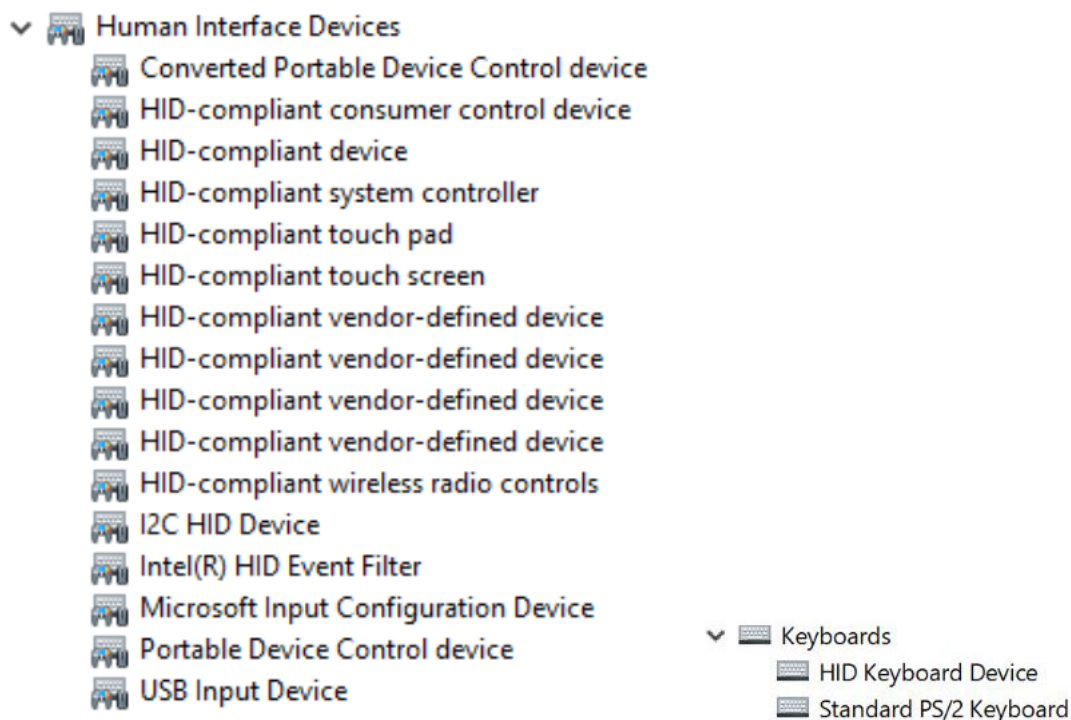 Human Interface Devices
Converted Portable Device Control device
HID-compliant consumer control device
HID-compliant device
HID-compliant system controller
HID-compliant touch pad
HID-compliant touch screen
HID-compliant vendor-defined device
HID-compliant vendor-defined device
HID-compliant vendor-defined device
HID-compliant vendor-defined device
HID-compliant wireless radio controls
I2C HID Device
Intel(R) HID Event Filter
Microsoft Input Configuration Device
Portable Device Control device
USB Input Device
Keyboards
HID Keyboard Device
Standard PS/2 Keyboard